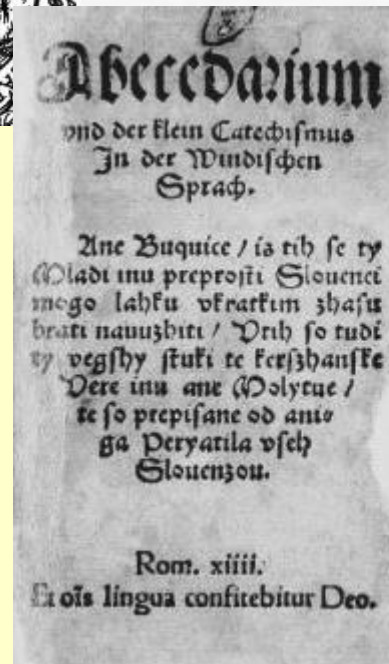 Abecedarium
vnd der klein Catechismus
In der Windischen
Sprach.
Ane Buquice / is tih se ty
Mladi inu preprosti Slouenci
mogo lahku vkratkim zhasu
brati nauuzhiti / Vtih so tudi
ty vegshy stuki te kerszhanske
Vere inu ane Molytue /
te so prepisane od anie
ga Peryatila vseh
Slouenzou.
Rom. xiiii.
Et oĩs lingua confitebitur Deo.